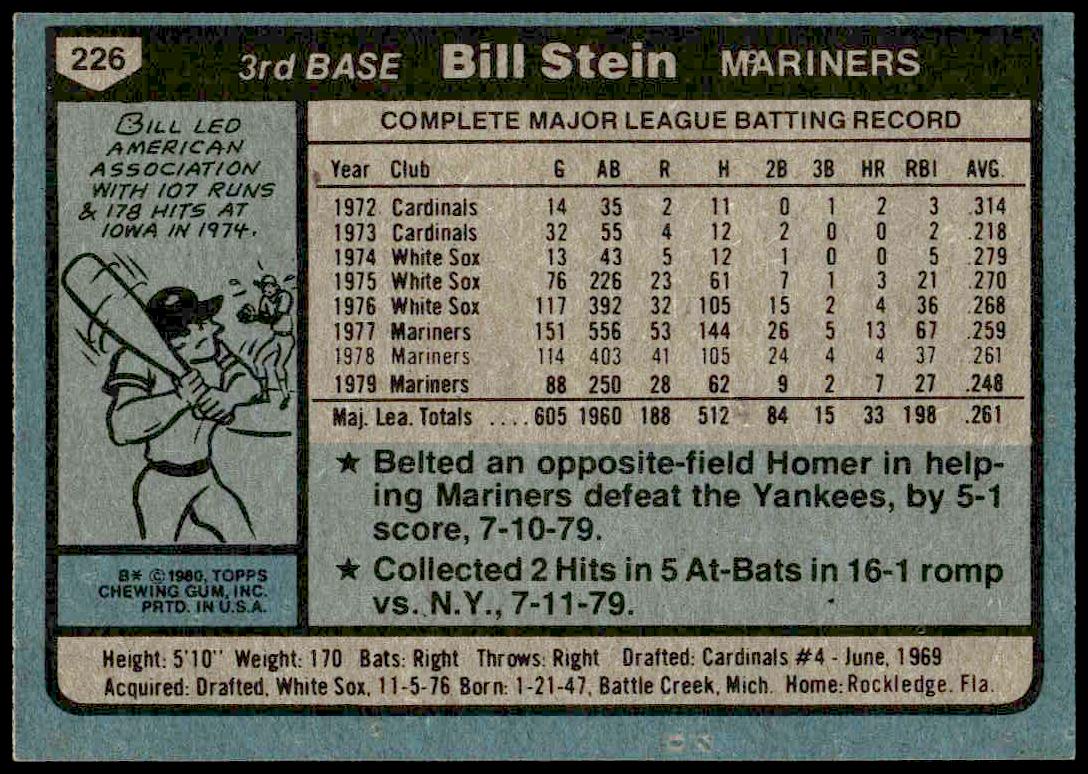 226 3rd BASE Bill Stein MARINERS
BILL LED
AMERICAN
ASSOCIATION
WITH 107 RUNS
& 178 HITS AT
IOWA IN 1974.
B* © 1980, TOPPS
CHEWING GUM, INC.
PRTD. IN U.S.A.
COMPLETE MAJOR LEAGUE BATTING RECORD
Year Club G AB R H 2B 3B HR RBI AVG.
1972 Cardinals 14 35 2 11 0 1 2 3 .314
1973 Cardinals 32 55 4 12 2 0 0 2 .218
1974 White Sox 13 43 5 12 1 0 0 5 .279
1975 White Sox 76 226 23 61 7 1 3 21 .270
1976 White Sox 117 392 32 105 15 2 4 36 .268
1977 Mariners 151 556 53 144 26 5 13 67 .259
1978 Mariners 114 403 41 105 24 4 4 37 .261
1979 Mariners 88 250 28 62 9 2 7 27 .248
Maj. Lea. Totals ....605 1960 188 512 84 15 33 198 .261
★ Belted an opposite-field Homer in help-
ing Mariners defeat the Yankees, by 5-1
score, 7-10-79.
★ Collected 2 Hits in 5 At-Bats in 16-1 romp
vs. N.Y., 7-11-79.
Height: 5'10" Weight: 170 Bats: Right Throws: Right Drafted: Cardinals #4 - June, 1969
Acquired: Drafted, White Sox, 11-5-76 Born: 1-21-47, Battle Creek, Mich. Home: Rockledge, Fla.